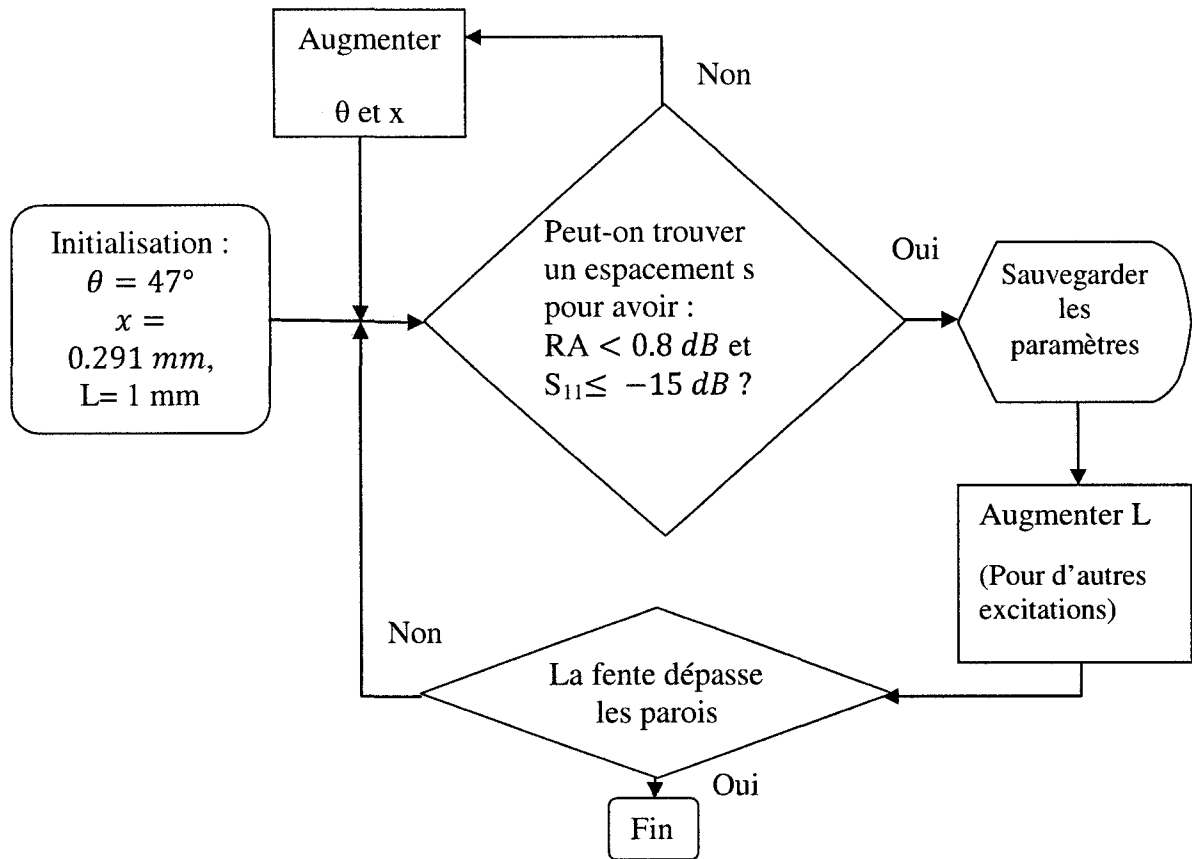 Augmenter
θ et x
Non
Initialisation :
θ = 47°
x =
0.291 mm,
L= 1 mm
Peut-on trouver
un espacement s
pour avoir :
RA < 0.8 dB et
S₁₁≤ −15 dB ?
Oui
Sauvegarder
les
paramètres
Augmenter L
(Pour d'autres
excitations)
Non
La fente dépasse
les parois
Oui
Fin